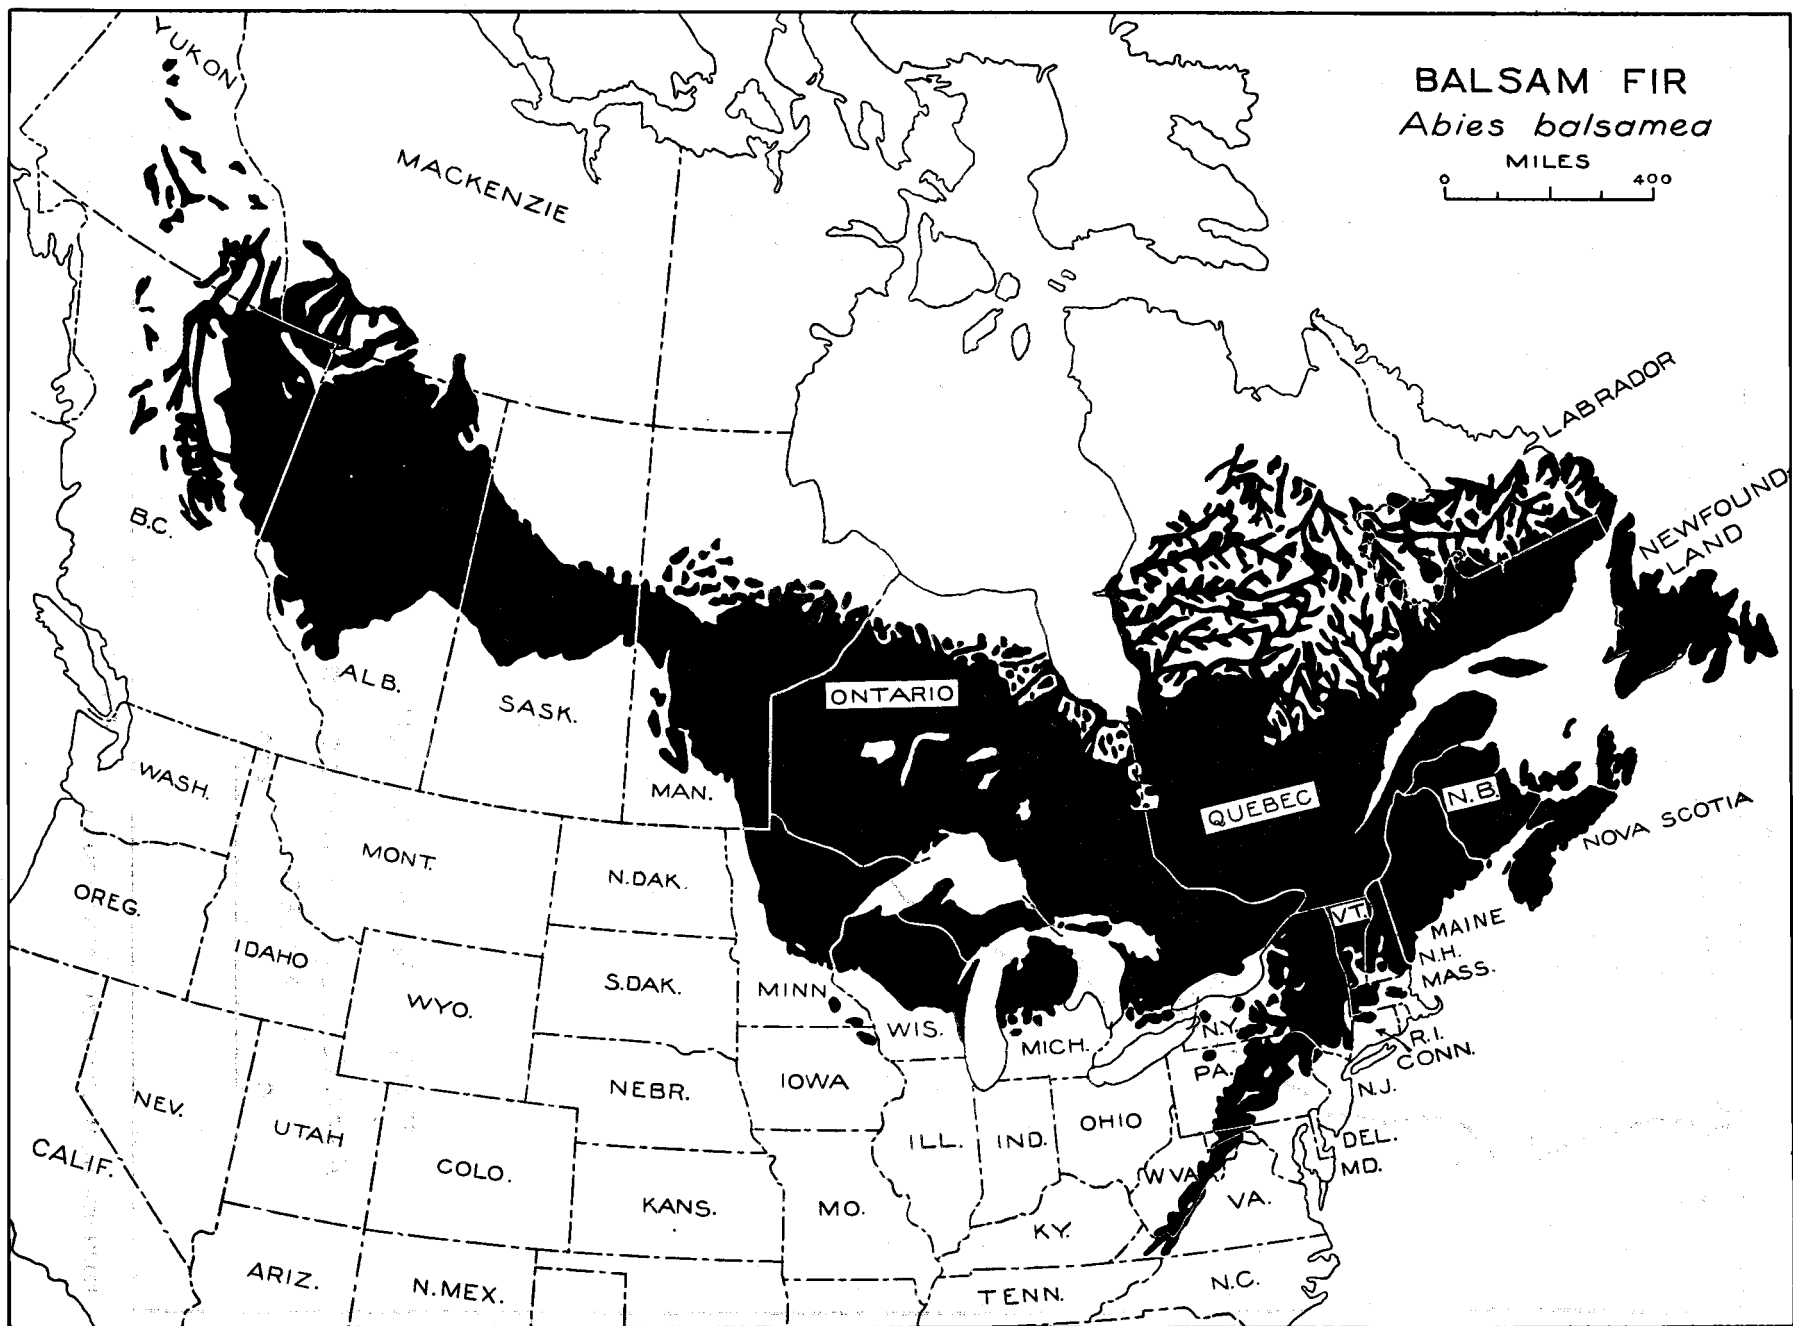 BALSAM FIR
Abies balsamea
MILES
0 400
YUKON
MACKENZIE
LABRADOR
NEWFOUND-
LAND
B.C.
ALB.
SASK.
MAN.
ONTARIO
QUEBEC
N.B.
NOVA SCOTIA
WASH.
MONT.
N.DAK.
VT.
MAINE
N.H.
MASS.
OREG.
IDAHO
WYO.
S.DAK.
MINN.
WIS.
MICH.
N.Y.
R.I.
CONN.
PA.
N.J.
NEV.
UTAH
NEBR.
IOWA
ILL.
IND.
OHIO
DEL.
MD.
CALIF.
COLO.
KANS.
MO.
KY.
W VA.
VA.
ARIZ.
N.MEX.
TENN.
N.C.